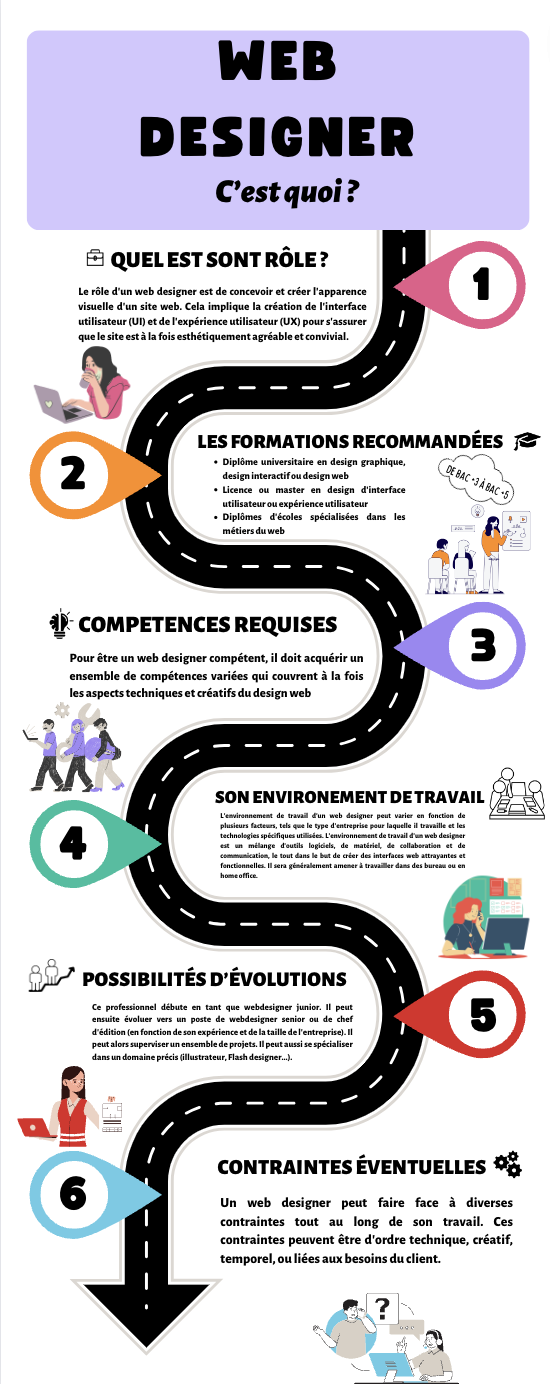 WEB
DESIGNER
C'est quoi ?
QUEL EST SONT RÔLE ?
1
Le rôle d'un web designer est de concevoir et créer l'apparence
visuelle d'un site web. Cela implique la création de l'interface
utilisateur (UI) et de l'expérience utilisateur (UX) pour s'assurer
que le site est à la fois esthétiquement agréable et convivial.
2
LES FORMATIONS RECOMMANDÉES
• Diplôme universitaire en design graphique,
design interactif ou design web
• Licence ou master en design d'interface
utilisateur ou expérience utilisateur
• Diplômes d'écoles spécialisées dans les
métiers du web
DE BAC +3 À BAC +5
COMPETENCES REQUISES
3
Pour être un web designer compétent, il doit acquérir un
ensemble de compétences variées qui couvrent à la fois
les aspects techniques et créatifs du design web
4
SON ENVIRONEMENT DE TRAVAIL
L'environnement de travail d'un web designer peut varier en fonction de
plusieurs facteurs, tels que le type d'entreprise pour laquelle il travaille et les
technologies spécifiques utilisées. L'environnement de travail d'un web designer
est un mélange d'outils logiciels, de matériel, de collaboration et de
communication, le tout dans le but de créer des interfaces web attrayantes et
fonctionnelles. Il sera généralement amener à travailler dans des bureau ou en
home office.
POSSIBILITÉS D'ÉVOLUTIONS
5
Ce professionnel débute en tant que webdesigner junior. Il peut
ensuite évoluer vers un poste de webdesigner senior ou de chef
d'édition (en fonction de son expérience et de la taille de l'entreprise). Il
peut alors superviser un ensemble de projets. Il peut aussi se spécialiser
dans un domaine précis (illustrateur, Flash designer...).
6
CONTRAINTES ÉVENTUELLES
Un web designer peut faire face à diverses
contraintes tout au long de son travail. Ces
contraintes peuvent être d'ordre technique, créatif,
temporel, ou liées aux besoins du client.
?